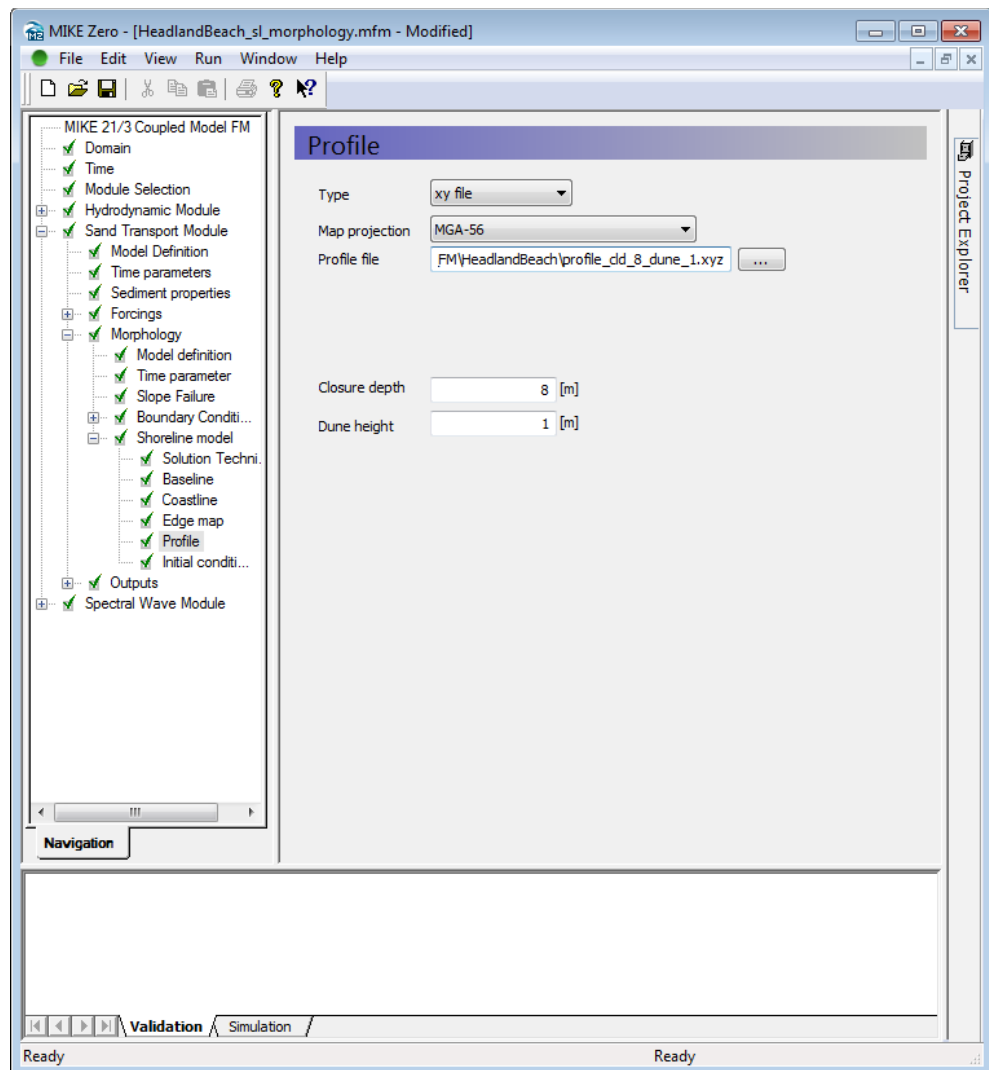 MIKE Zero - [HeadlandBeach_sl_morphology.mfm - Modified]
File Edit View Run Window Help
MIKE 21/3 Coupled Model FM
Domain
Time
Module Selection
Hydrodynamic Module
Sand Transport Module
Model Definition
Time parameters
Sediment properties
Forcings
Morphology
Model definition
Time parameter
Slope Failure
Boundary Conditi...
Shoreline model
Solution Techni.
Baseline
Coastline
Edge map
Profile
Initial conditi...
Outputs
Spectral Wave Module
Navigation
Profile
Type xy file
Map projection MGA-56
Profile file FM\HeadlandBeach\profile_cld_8_dune_1.xyz ...
Closure depth 8 [m]
Dune height 1 [m]
Project Explorer
Validation Simulation
Ready Ready